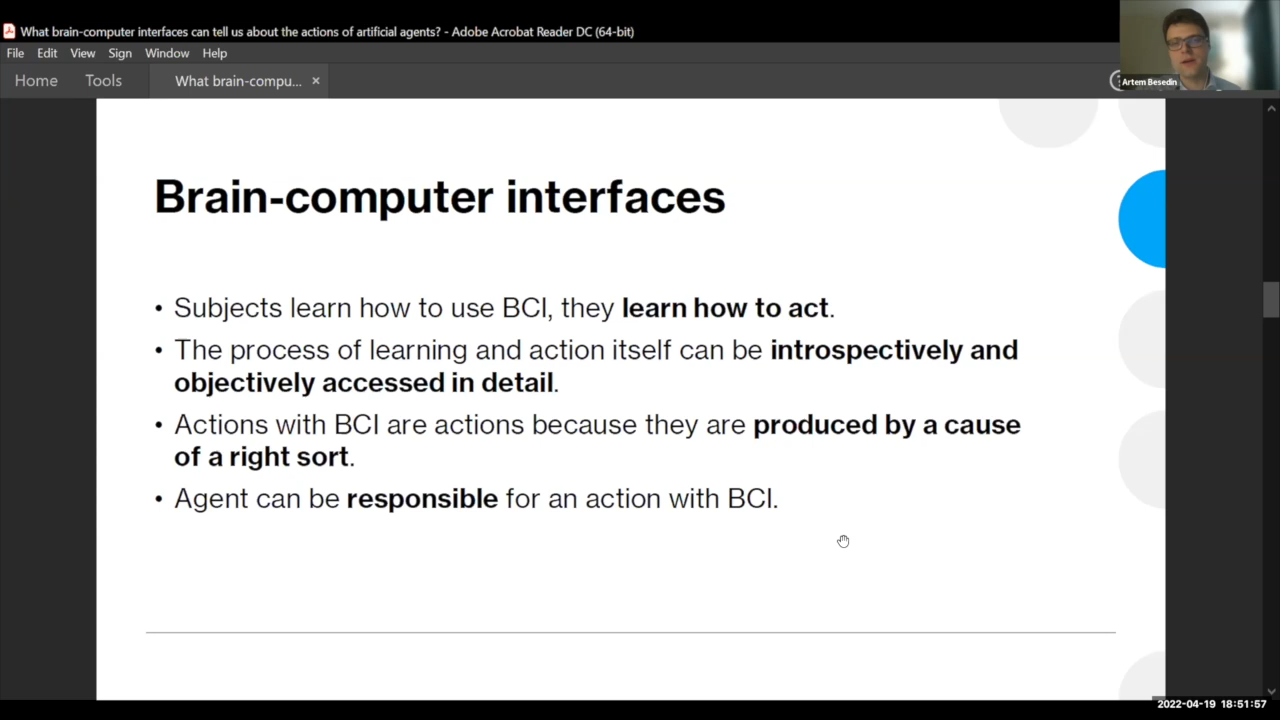 What brain-computer interfaces can tell us about the actions of artificial agents? - Adobe Acrobat Reader DC (64-bit)
File Edit View Sign Window Help
Home Tools What brain-compu... ×
Artem Besedin
Brain-computer interfaces
• Subjects learn how to use BCI, they learn how to act.
• The process of learning and action itself can be introspectively and
objectively accessed in detail.
• Actions with BCI are actions because they are produced by a cause
of a right sort.
• Agent can be responsible for an action with BCI.
2022-04-19 18:51:57